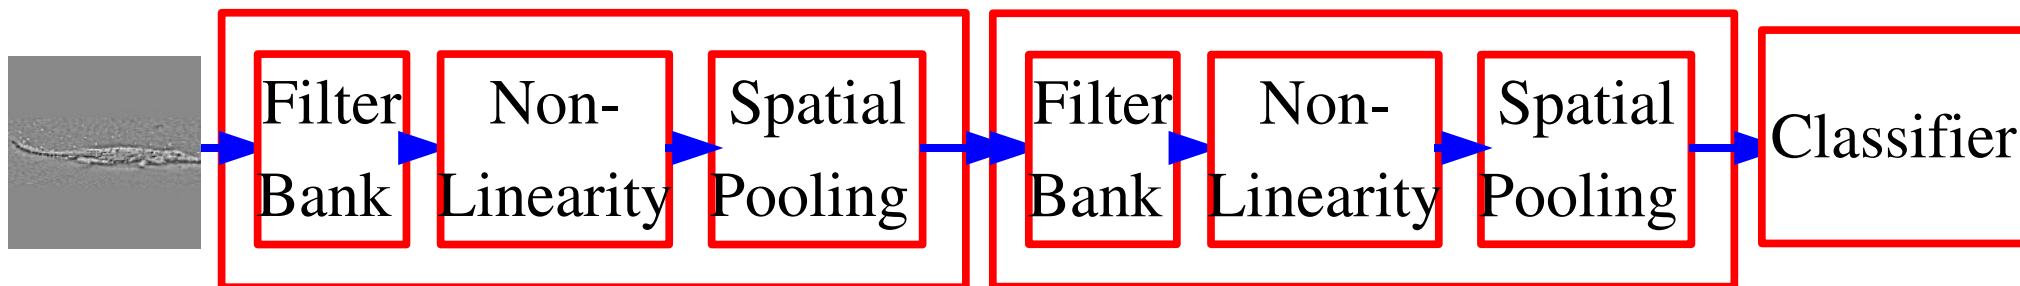 Filter
Bank
Non-
Linearity
Spatial
Pooling
Filter
Bank
Non-
Linearity
Spatial
Pooling
Classifier